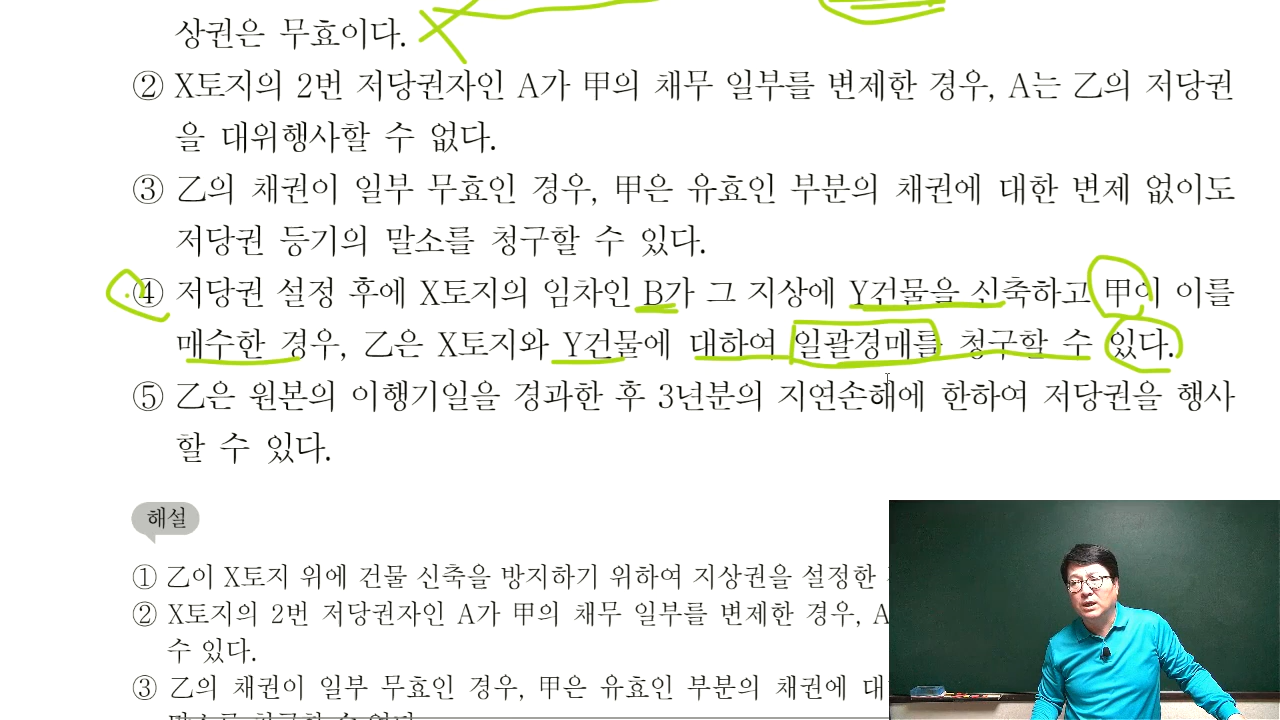 상권은 무효이다.
② X토지의 2번 저당권자인 A가 甲의 채무 일부를 변제한 경우, A는 乙의 저당권
을 대위행사할 수 없다.
③ 乙의 채권이 일부 무효인 경우, 甲은 유효인 부분의 채권에 대한 변제 없이도
저당권 등기의 말소를 청구할 수 있다.
④ 저당권 설정 후에 X토지의 임차인 B가 그 지상에 Y건물을 신축하고 甲이 이를
매수한 경우, 乙은 X토지와 Y건물에 대하여 일괄경매를 청구할 수 있다.
⑤ 乙은 원본의 이행기일을 경과한 후 3년분의 지연손해에 한하여 저당권을 행사
할 수 있다.
해설
① 乙이 X토지 위에 건물 신축을 방지하기 위하여 지상권을 설정한
② X토지의 2번 저당권자인 A가 甲의 채무 일부를 변제한 경우, A
수 있다.
③ 乙의 채권이 일부 무효인 경우, 甲은 유효인 부분의 채권에 대